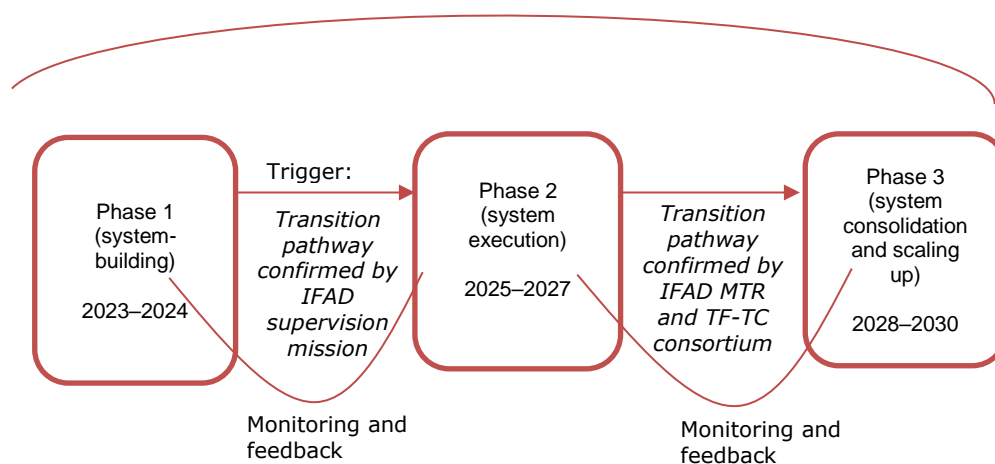 Phase 1
(system-
building)
2023–2024
Trigger:
Transition
pathway
confirmed by
IFAD
supervision
mission
Monitoring and
feedback
Phase 2
(system
execution)
2025–2027
Transition
pathway
confirmed by
IFAD MTR
and TF-TC
consortium
Monitoring and
feedback
Phase 3
(system
consolidation
and scaling
up)
2028–2030